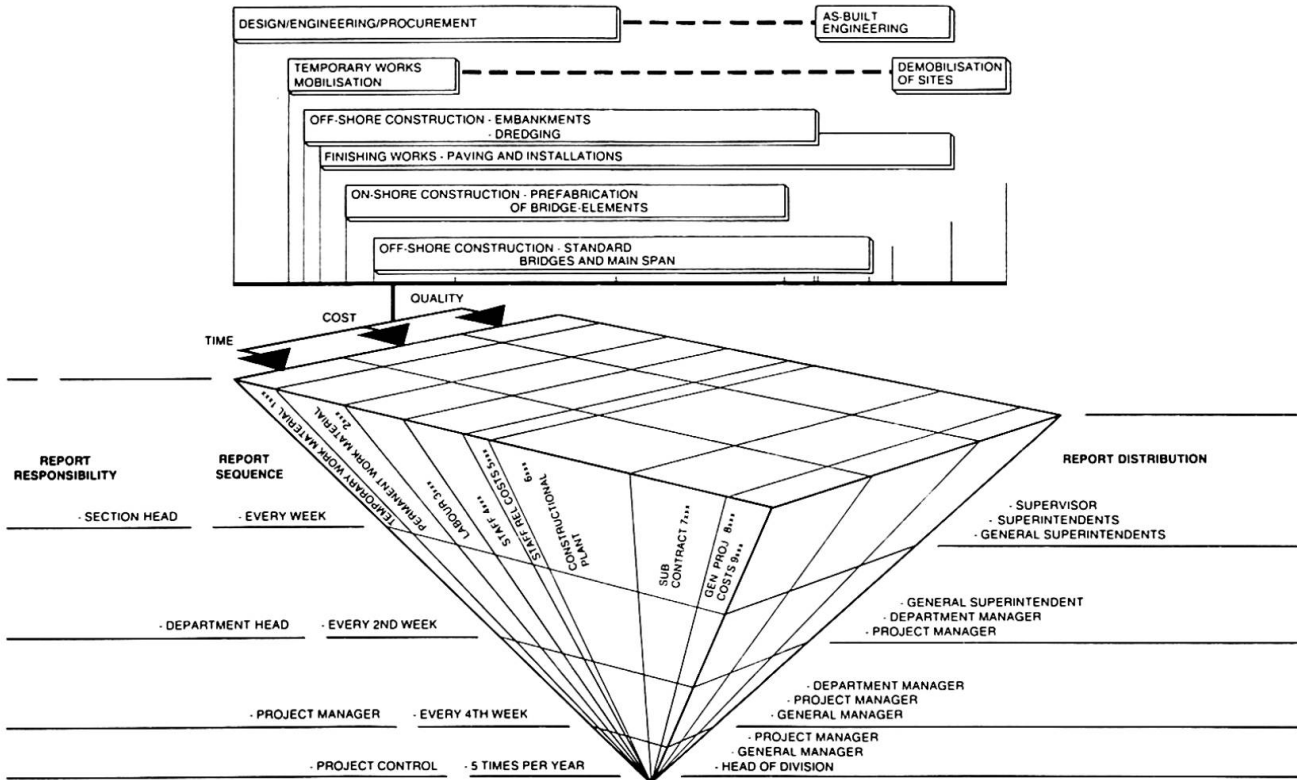 DESIGN/ENGINEERING/PROCUREMENT
AS-BUILT
ENGINEERING
TEMPORARY WORKS
MOBILISATION
DEMOBILISATION
OF SITES
OFF-SHORE CONSTRUCTION - EMBANKMENTS
- DREDGING
FINISHING WORKS - PAVING AND INSTALLATIONS
ON-SHORE CONSTRUCTION - PREFABRICATION
OF BRIDGE-ELEMENTS
OFF-SHORE CONSTRUCTION - STANDARD
BRIDGES AND MAIN SPAN
QUALITY
COST
TIME
REPORT
RESPONSIBILITY
REPORT
SEQUENCE
REPORT DISTRIBUTION
TEMPORARY WORK MATERIAL 1***
PERMANENT WORK MATERIAL
2***
LABOUR 3***
STAFF 4***
STAFF REL COSTS 5***
CONSTRUCTIONAL 6***
PLANT
SUB
CONTRACT 7***
GEN PROJ 8***
COSTS 9***
- SECTION HEAD
- EVERY WEEK
- SUPERVISOR
- SUPERINTENDENTS
- GENERAL SUPERINTENDENTS
- DEPARTMENT HEAD
- EVERY 2ND WEEK
- GENERAL SUPERINTENDENT
- DEPARTMENT MANAGER
- PROJECT MANAGER
- PROJECT MANAGER
- EVERY 4TH WEEK
- DEPARTMENT MANAGER
- PROJECT MANAGER
- GENERAL MANAGER
- PROJECT CONTROL
- 5 TIMES PER YEAR
- PROJECT MANAGER
- GENERAL MANAGER
- HEAD OF DIVISION